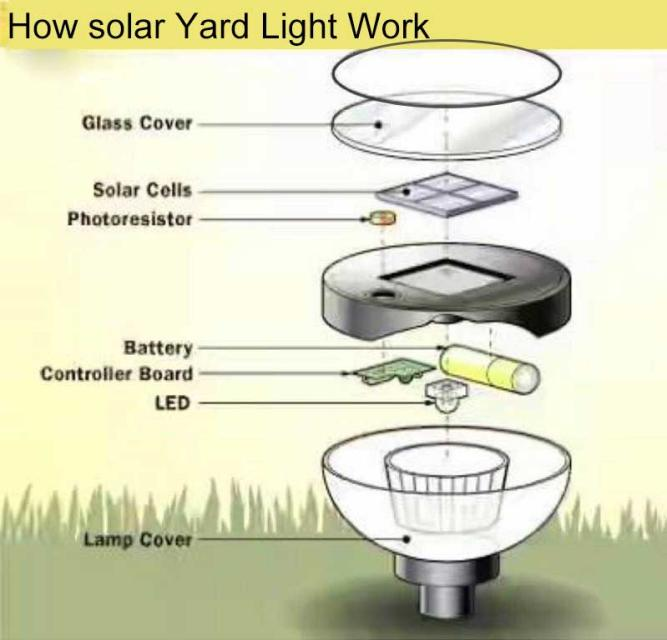 How solar Yard Light Work
Glass Cover
Solar Cells
Photoresistor
Battery
Controller Board
LED
Lamp Cover